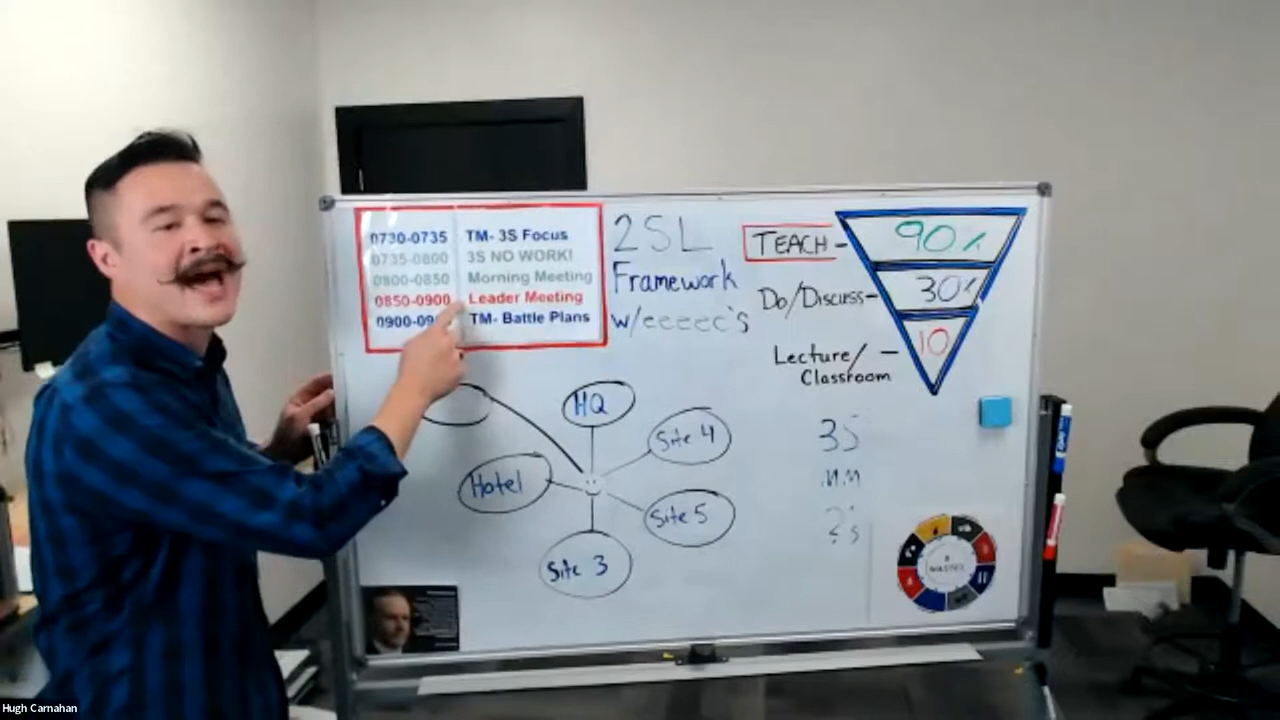 0730-0735 TM- 3S Focus
0735-0800 3S NO WORK!
0800-0850 Morning Meeting
0850-0900 Leader Meeting
TM- Battle Plans
2SL
Framework
w/eeeec's
TEACH- 90%
Do/Discuss- 30%
Lecture/ - 10
Classroom
HQ
Site 4
Hotel
Site 5
Site 3
3S
M.M
Hugh Carnahan